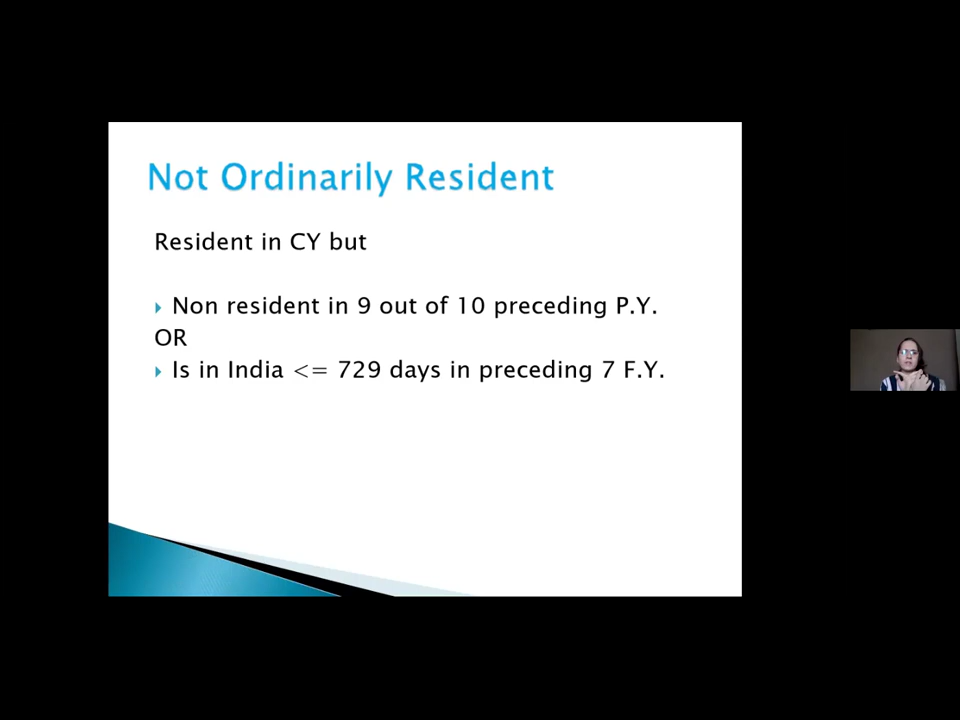 Not Ordinarily Resident
Resident in CY but
Non resident in 9 out of 10 preceding P.Y.
OR
Is in India <= 729 days in preceding 7 F.Y.